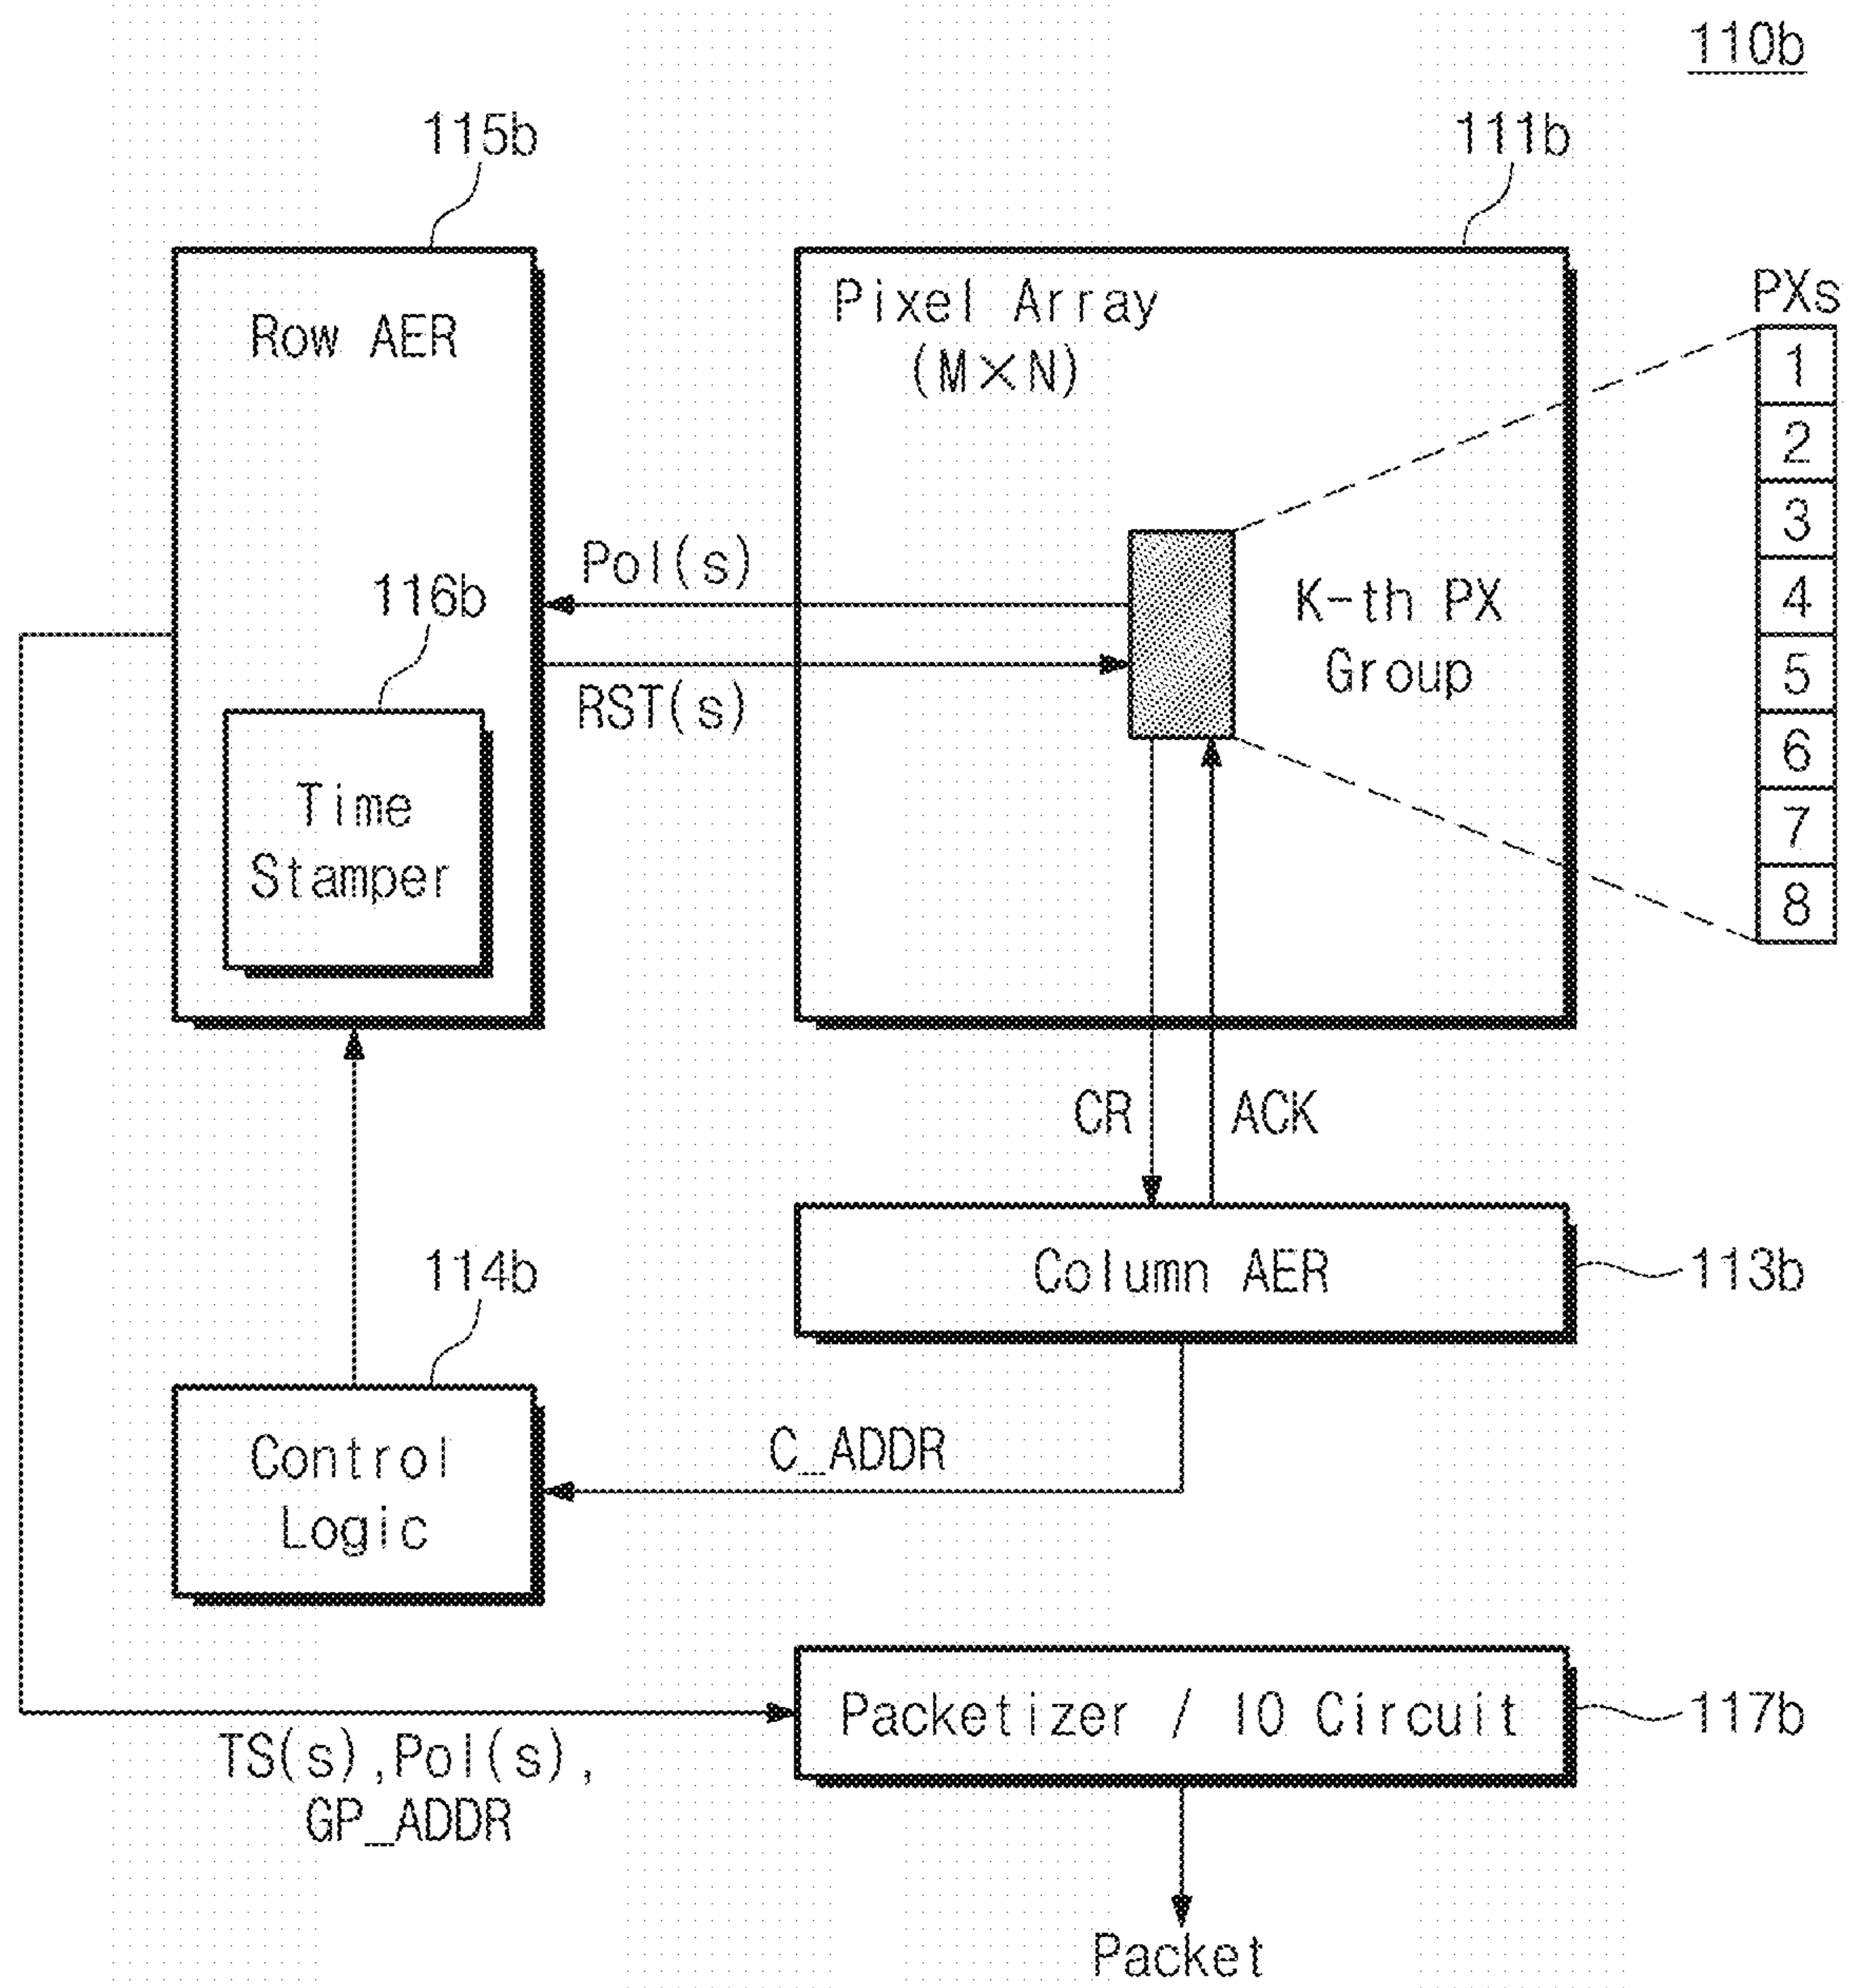 110b
115b
111b
Row AER
Pixel Array
(M×N)
PXs
1
2
3
4
5
6
7
8
Pol(s)
RST(s)
116b
K-th PX
Group
Time
Stamper
CR
ACK
114b
Column AER
113b
C_ADDR
Control
Logic
Packetizer / IO Circuit
117b
TS(s),Pol(s),
GP_ADDR
Packet